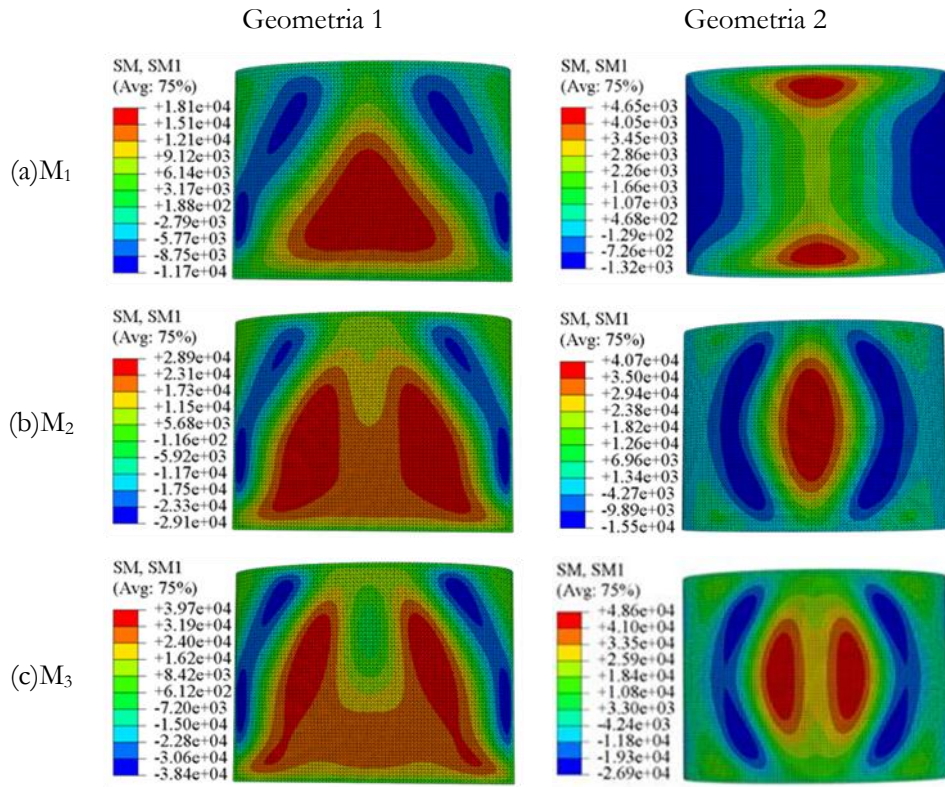 Geometria 1
Geometria 2
(a)M₁
SM, SM1
(Avg: 75%)
+1.81e+04
+1.51e+04
+1.21e+04
+9.12e+03
+6.14e+03
+3.17e+03
+1.88e+02
-2.79e+03
-5.77e+03
-8.75e+03
-1.17e+04
SM, SM1
(Avg: 75%)
+4.65e+03
+4.05e+03
+3.45e+03
+2.86e+03
+2.26e+03
+1.66e+03
+1.07e+03
+4.68e+02
-1.29e+02
-7.26e+02
-1.32e+03
(b)M₂
SM, SM1
(Avg: 75%)
+2.89e+04
+2.31e+04
+1.73e+04
+1.15e+04
+5.68e+03
-1.16e+02
-5.92e+03
-1.17e+04
-1.75e+04
-2.33e+04
-2.91e+04
SM, SM1
(Avg: 75%)
+4.07e+04
+3.50e+04
+2.94e+04
+2.38e+04
+1.82e+04
+1.26e+04
+6.96e+03
+1.34e+03
-4.27e+03
-9.89e+03
-1.55e+04
(c)M₃
SM, SM1
(Avg: 75%)
+3.97e+04
+3.19e+04
+2.40e+04
+1.62e+04
+8.42e+03
+6.12e+02
-7.20e+03
-1.50e+04
-2.28e+04
-3.06e+04
-3.84e+04
SM, SM1
(Avg: 75%)
+4.86e+04
+4.10e+04
+3.35e+04
+2.59e+04
+1.84e+04
+1.08e+04
+3.30e+03
-4.24e+03
-1.18e+04
-1.93e+04
-2.69e+04